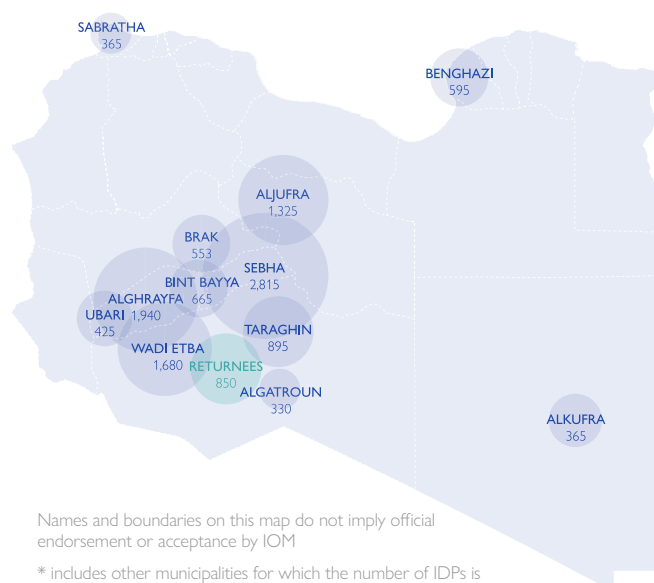 SABRATHA
365
BENGHAZI
595
ALJUFRA
1,325
BRAK
553
SEBHA
2,815
BINT BAYYA
665
ALGHRAYFA
1,940
UBARI
425
TARAGHIN
895
WADI ETBA
1,680
RETURNEES
850
ALGATROUN
330
ALKUFRA
365
Names and boundaries on this map do not imply official
endorsement or acceptance by IOM
* includes other municipalities for which the number of IDPs is